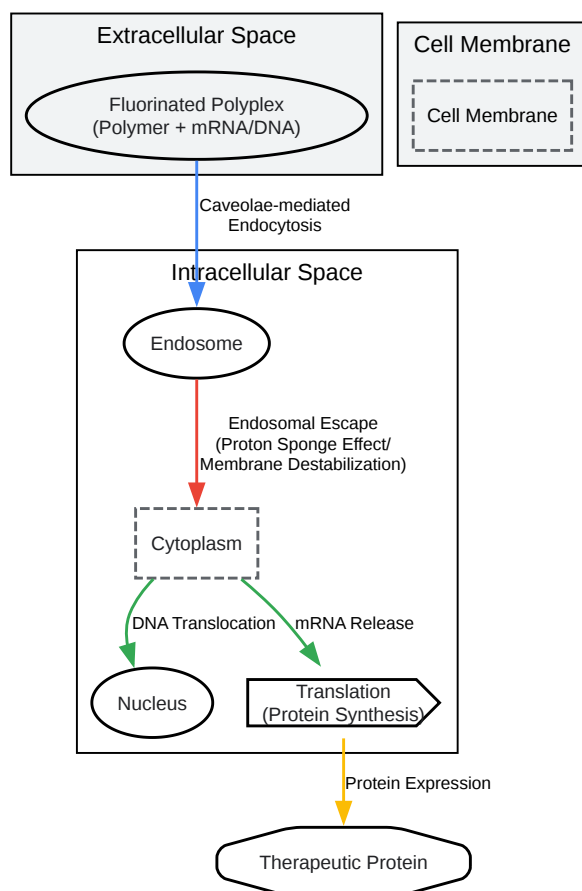 Extracellular Space
Fluorinated Polyplex
(Polymer + mRNA/DNA)
Cell Membrane
Cell Membrane
Caveolae-mediated
Endocytosis
Intracellular Space
Endosome
Endosomal Escape
(Proton Sponge Effect/
Membrane Destabilization)
Cytoplasm
DNA Translocation
mRNA Release
Nucleus
Translation
(Protein Synthesis)
Protein Expression
Therapeutic Protein